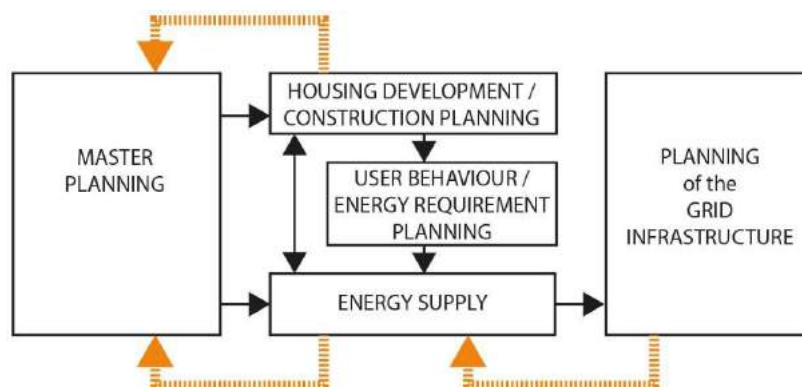 MASTER
PLANNING
HOUSING DEVELOPMENT /
CONSTRUCTION PLANNING
USER BEHAVIOUR /
ENERGY REQUIREMENT
PLANNING
ENERGY SUPPLY
PLANNING
of the
GRID
INFRASTRUCTURE